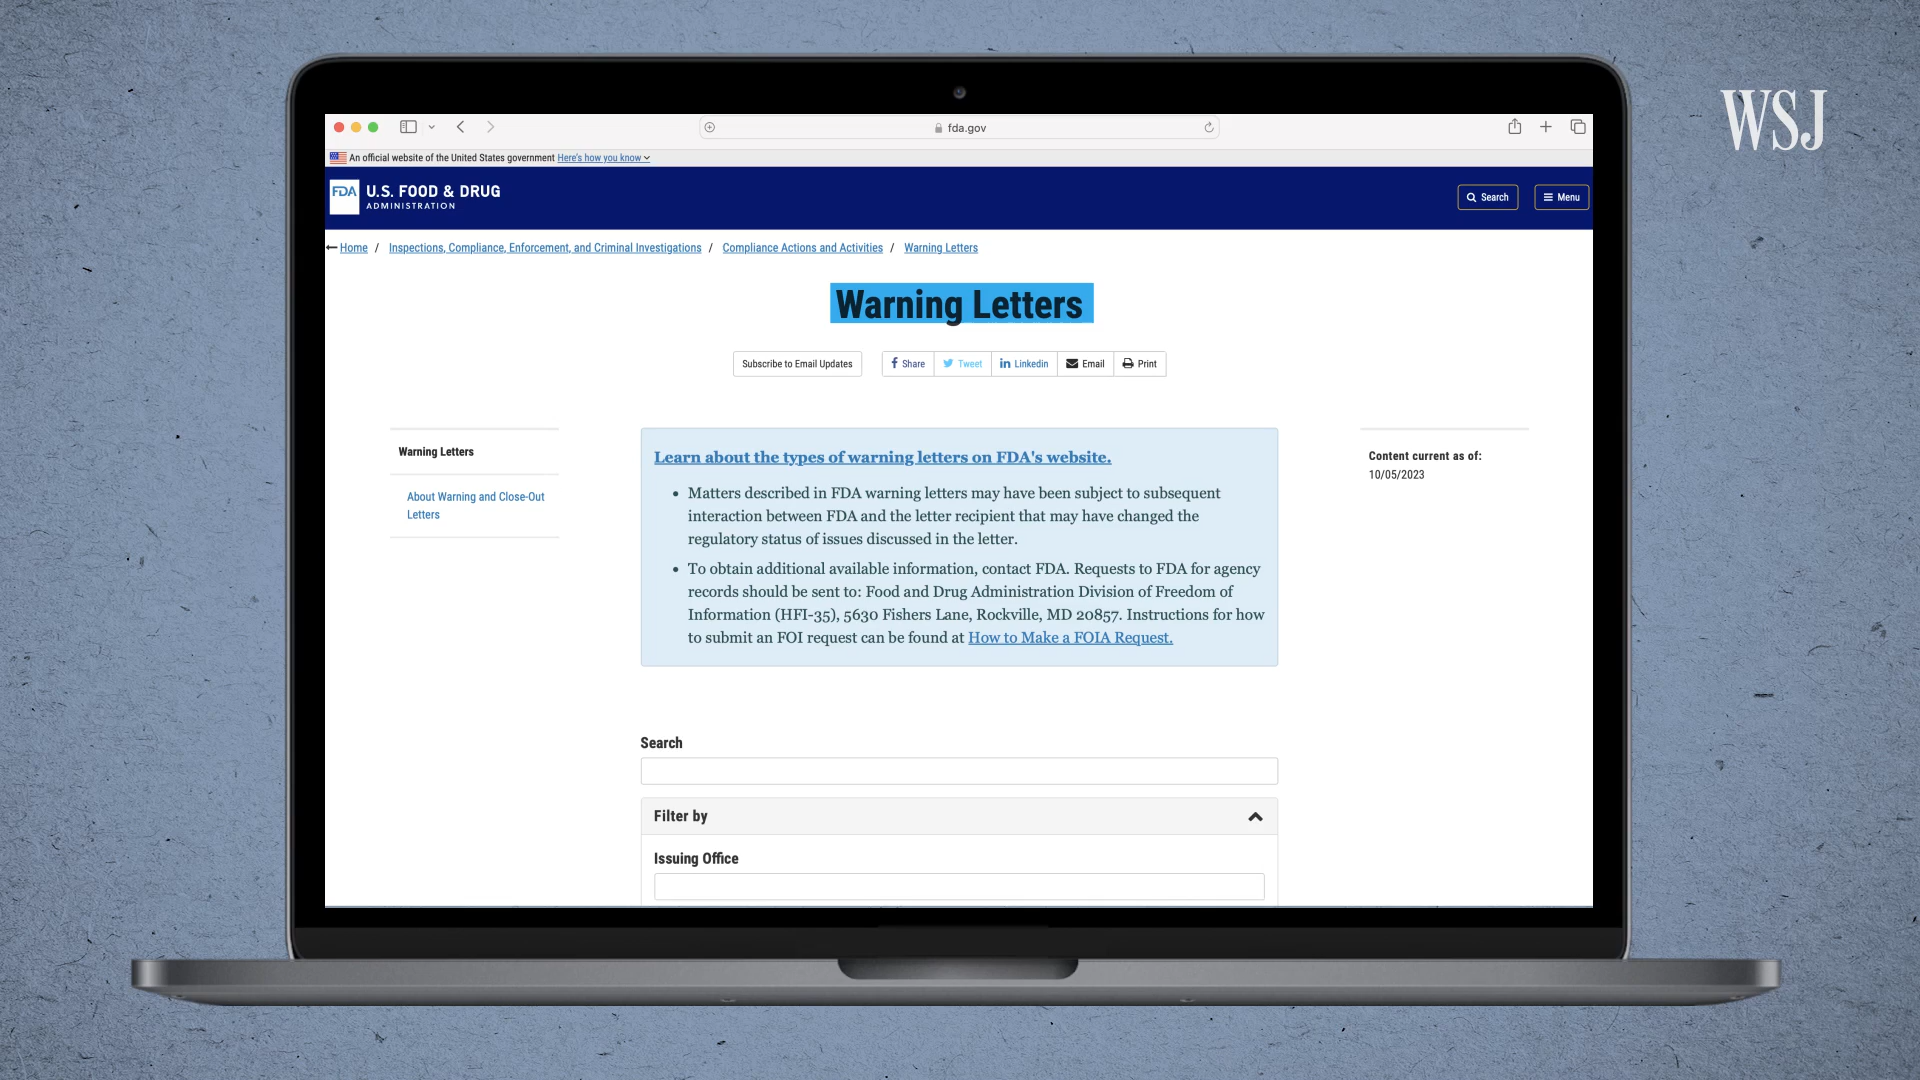 WSJ
fda.gov
An official website of the United States government Here's how you know
FDA U.S. FOOD & DRUG
ADMINISTRATION
Search
Menu
Home / Inspections, Compliance, Enforcement, and Criminal Investigations / Compliance Actions and Activities / Warning Letters
Warning Letters
Subscribe to Email Updates
Share
Tweet
Linkedin
Email
Print
Warning Letters
About Warning and Close-Out
Letters
Learn about the types of warning letters on FDA's website.
• Matters described in FDA warning letters may have been subject to subsequent
interaction between FDA and the letter recipient that may have changed the
regulatory status of issues discussed in the letter.
• To obtain additional available information, contact FDA. Requests to FDA for agency
records should be sent to: Food and Drug Administration Division of Freedom of
Information (HFI-35), 5630 Fishers Lane, Rockville, MD 20857. Instructions for how
to submit an FOI request can be found at How to Make a FOIA Request.
Content current as of:
10/05/2023
Search
Filter by
Issuing Office